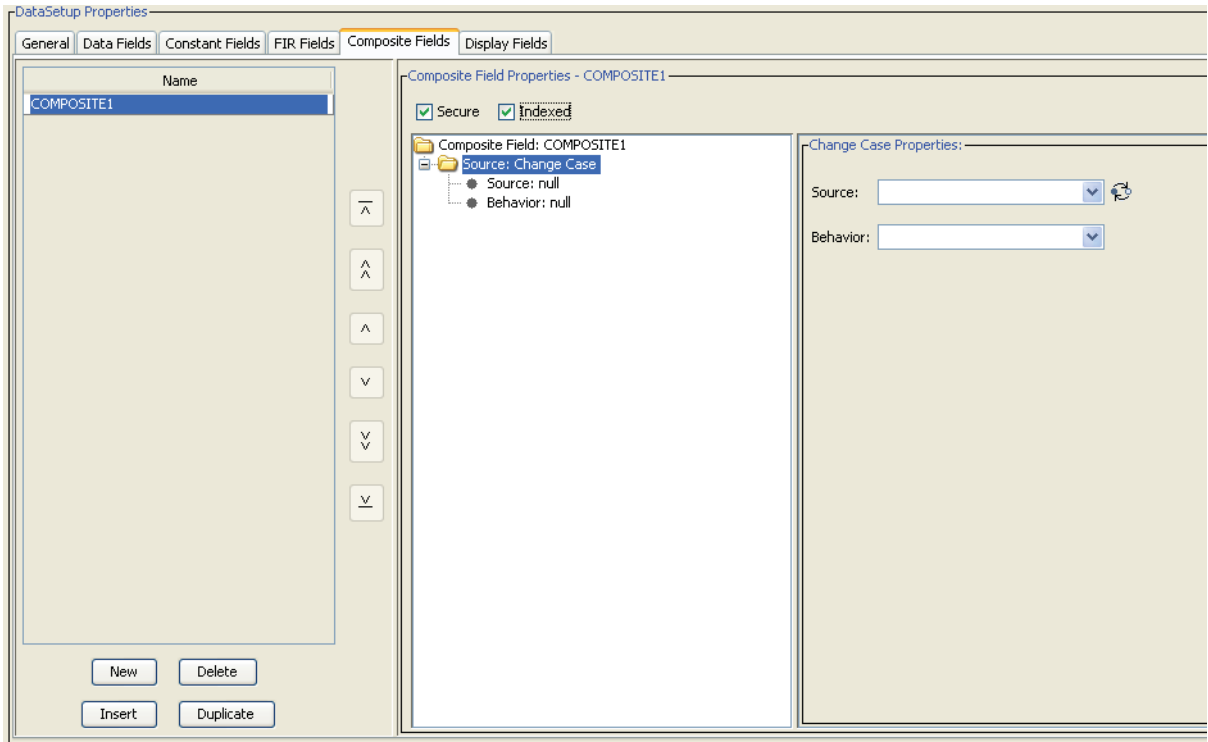 DataSetup Properties
General Data Fields Constant Fields FIR Fields Composite Fields Display Fields
Name
COMPOSITE1
New Delete
Insert Duplicate
Composite Field Properties - COMPOSITE1
Secure Indexed
Composite Field: COMPOSITE1
Source: Change Case
Source: null
Behavior: null
Change Case Properties:
Source:
Behavior: